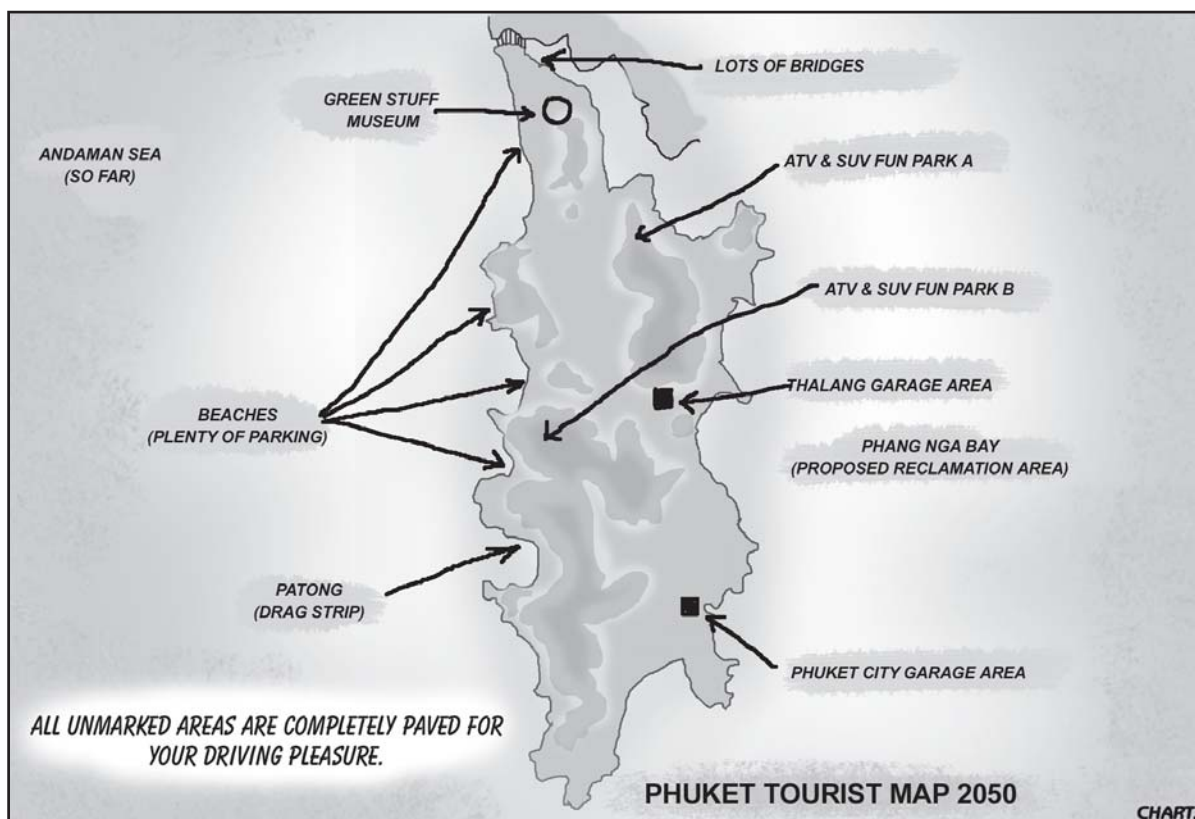 LOTS OF BRIDGES
GREEN STUFF
MUSEUM
ANDAMAN SEA
(SO FAR)
ATV & SUV FUN PARK A
ATV & SUV FUN PARK B
THALANG GARAGE AREA
BEACHES
(PLENTY OF PARKING)
PHANG NGA BAY
(PROPOSED RECLAMATION AREA)
PATONG
(DRAG STRIP)
PHUKET CITY GARAGE AREA
ALL UNMARKED AREAS ARE COMPLETELY PAVED FOR
YOUR DRIVING PLEASURE.
PHUKET TOURIST MAP 2050